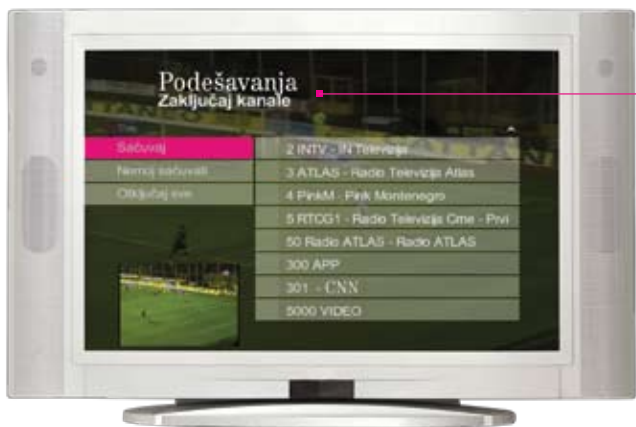 Podešavanja
Zaključaj kanale
Sačuvaj
Nemoj sačuvati
Otključaj sve
2 INTV - IN Televizija
3 ATLAS - Radio Televizija Atlas
4 PinkM - Pink Montenegro
5 RTCG1 - Radio Televizija Crne - Prvi
50 Radio ATLAS - Radio ATLAS
300 APP
301 - CNN
5000 VIDEO